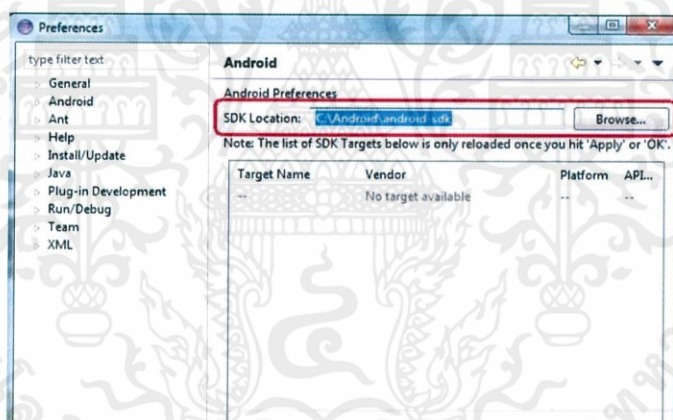 Preferences
type filter text
Android
General
Android
Ant
Help
Install/Update
Java
Plug-in Development
Run/Debug
Team
XML
Android Preferences
SDK Location: C:\Android\android-sdk Browse...
Note: The list of SDK Targets below is only reloaded once you hit 'Apply' or 'OK'.
Target Name Vendor Platform API...
-- No target available -- --